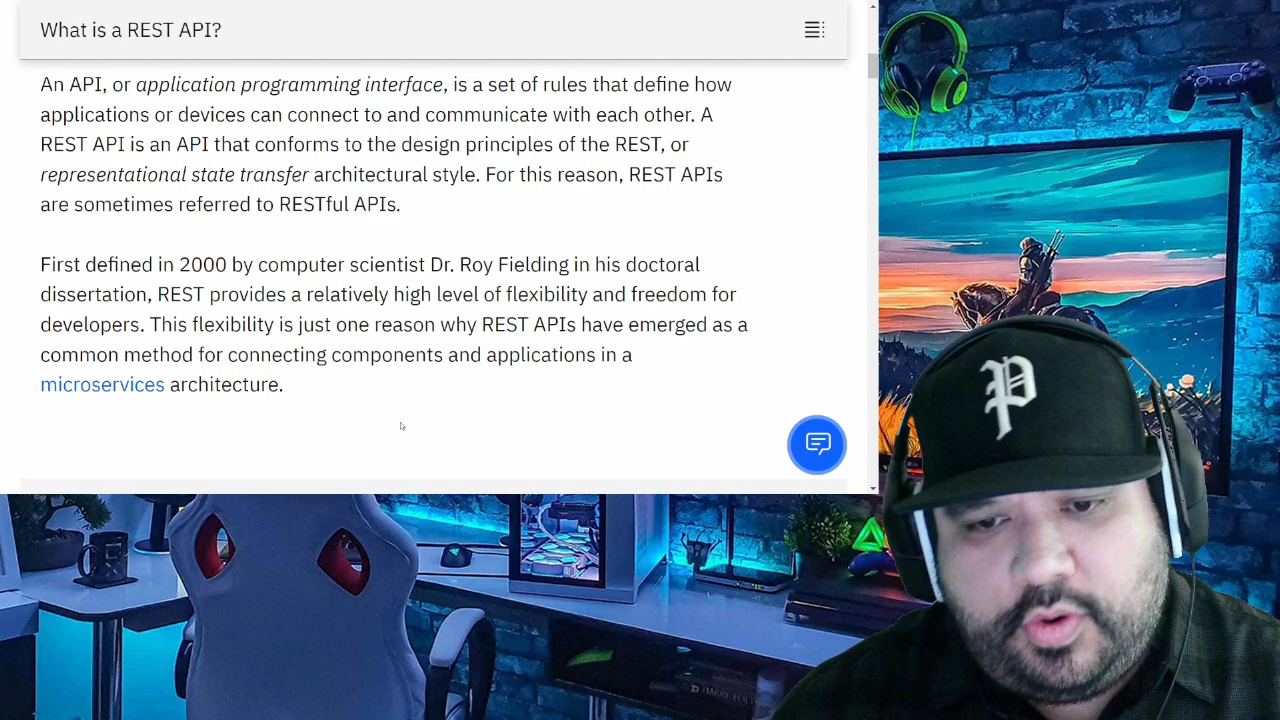 What is a REST API?
An API, or application programming interface, is a set of rules that define how
applications or devices can connect to and communicate with each other. A
REST API is an API that conforms to the design principles of the REST, or
representational state transfer architectural style. For this reason, REST APIs
are sometimes referred to RESTful APIs.
First defined in 2000 by computer scientist Dr. Roy Fielding in his doctoral
dissertation, REST provides a relatively high level of flexibility and freedom for
developers. This flexibility is just one reason why REST APIs have emerged as a
common method for connecting components and applications in a
microservices architecture.
P